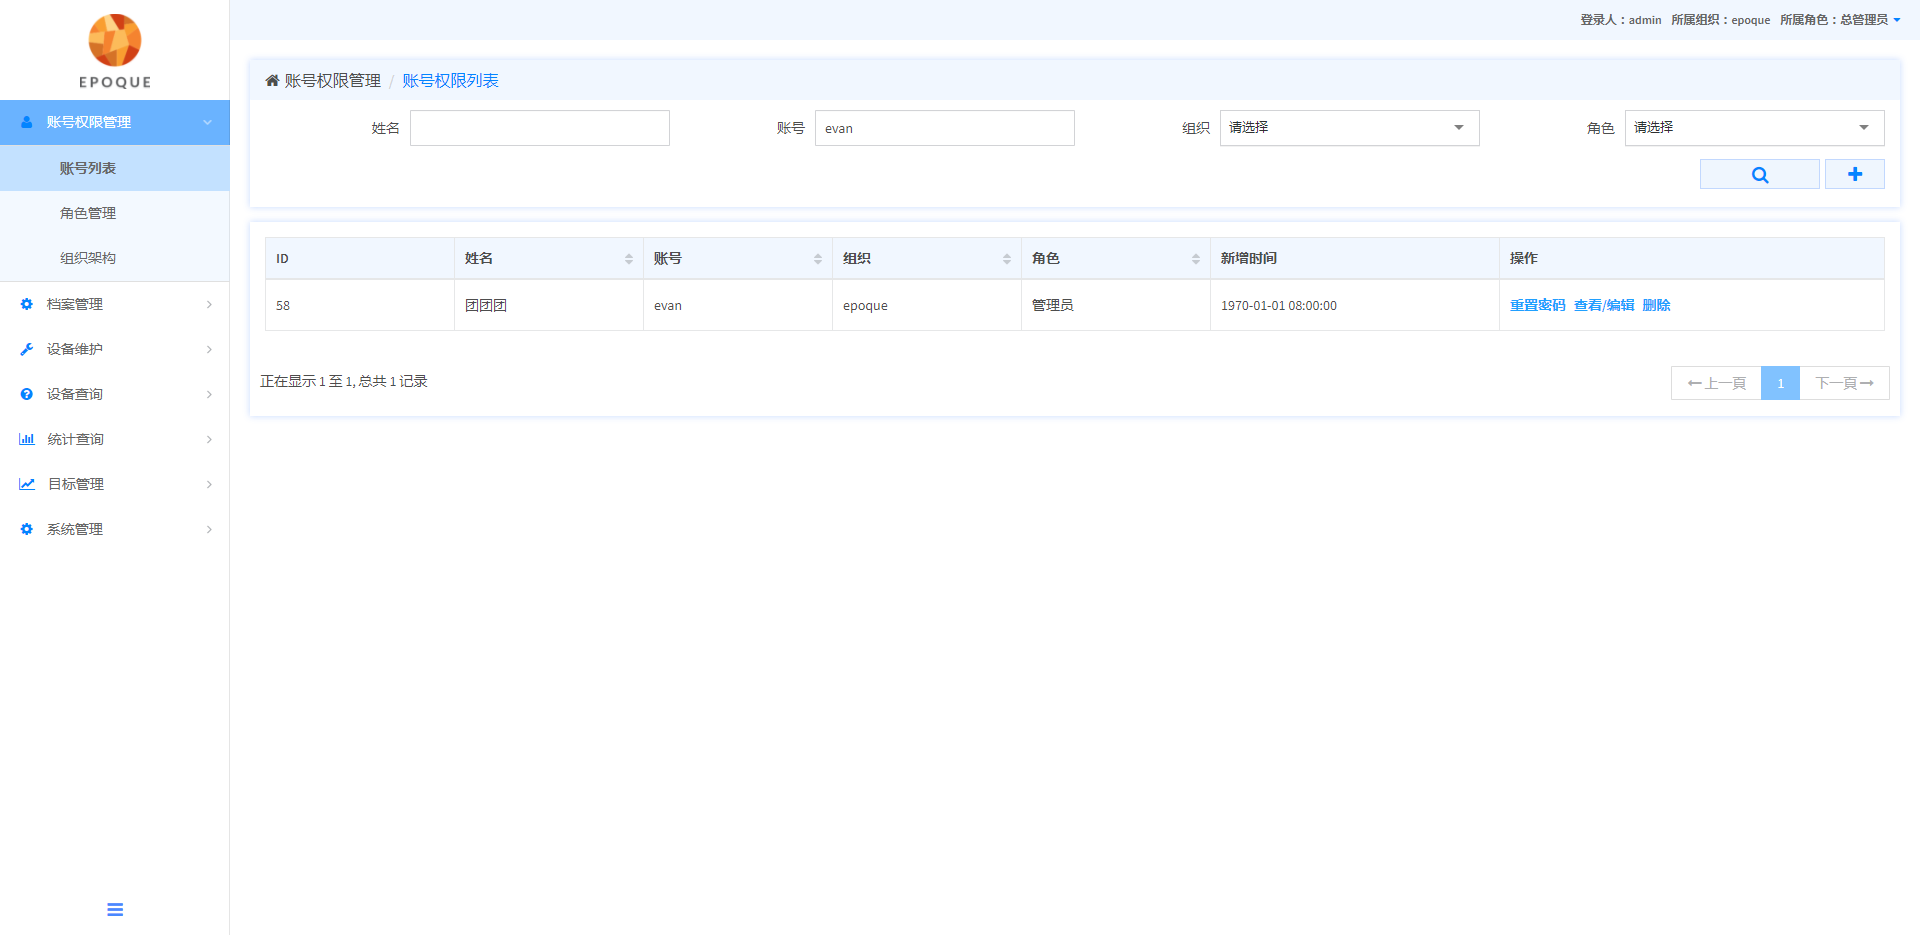 EPOQUE
登录人：admin 所属组织：epoque 所属角色：总管理员
账号权限管理
账号列表
角色管理
组织架构
档案管理
设备维护
设备查询
统计查询
目标管理
系统管理
账号权限管理 / 账号权限列表
姓名 账号 evan 组织 请选择 角色 请选择
ID 姓名 账号 组织 角色 新增时间 操作
58 团团团 evan epoque 管理员 1970-01-01 08:00:00 重置密码 查看/编辑 删除
正在显示 1 至 1, 总共 1 记录
←上一頁 1 下一頁→